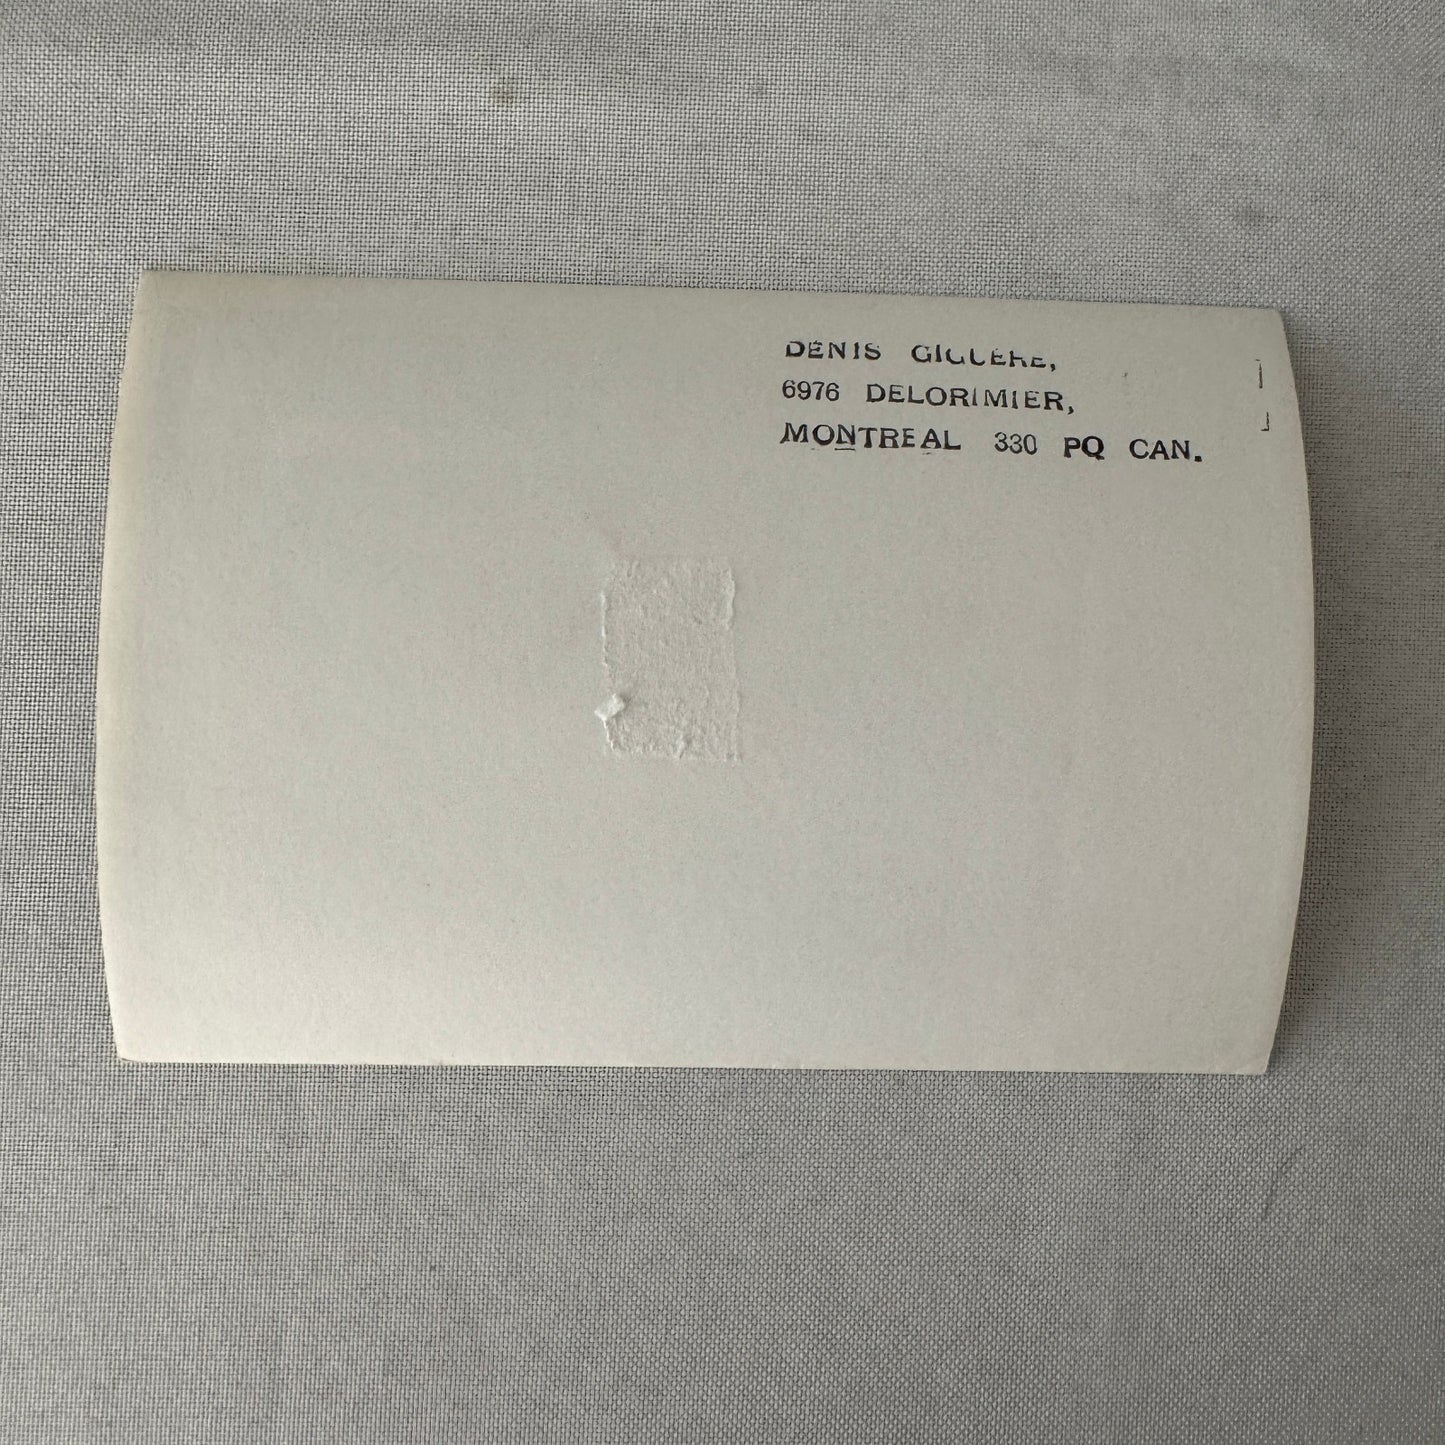 DENIS GIGUERE,
6976 DELORIMIER,
MONTREAL 330 PQ CAN.